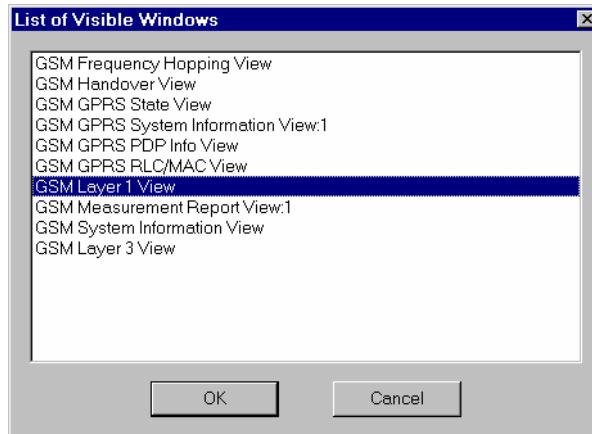 List of Visible Windows
GSM Frequency Hopping View
GSM Handover View
GSM GPRS State View
GSM GPRS System Information View:1
GSM GPRS PDP Info View
GSM GPRS RLC/MAC View
GSM Layer 1 View
GSM Measurement Report View:1
GSM System Information View
GSM Layer 3 View
OK
Cancel